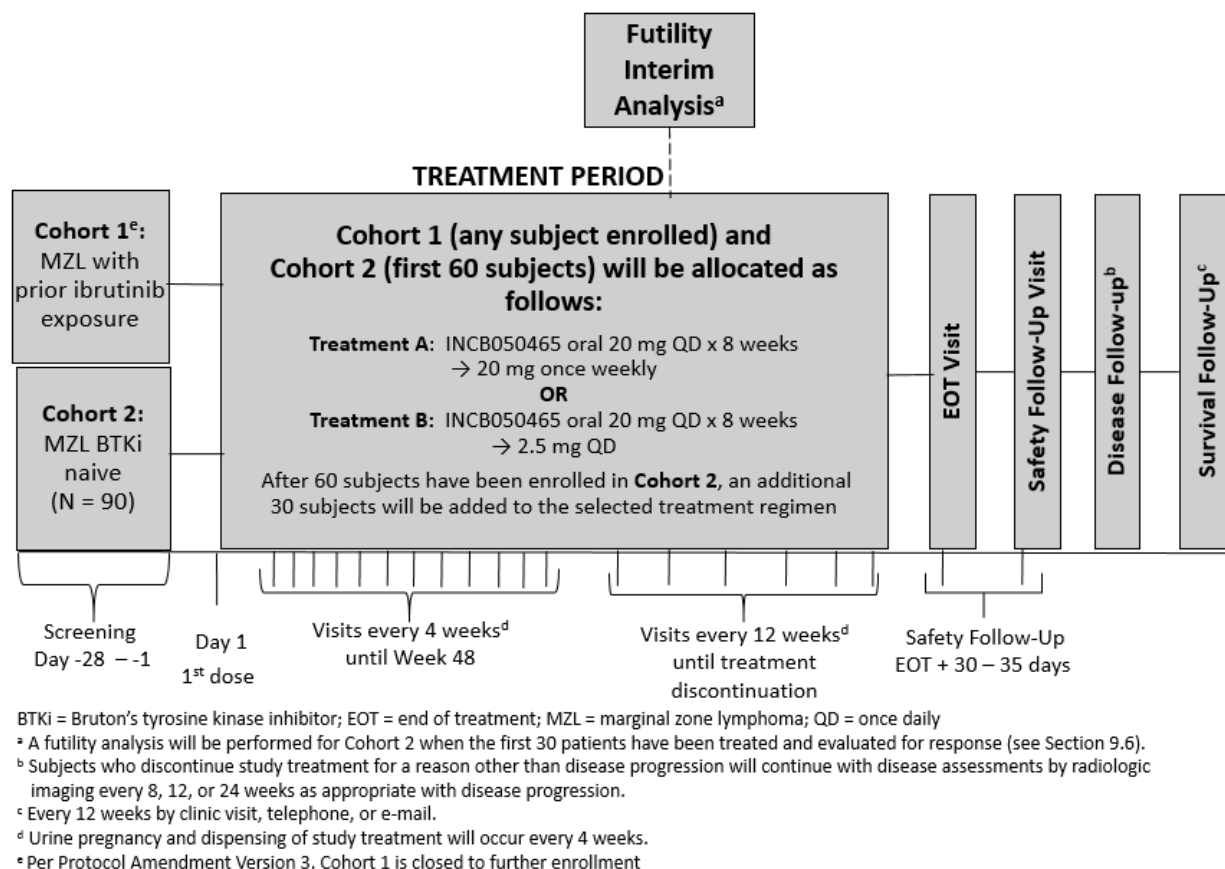 Futility
Interim
Analysisᵃ
TREATMENT PERIOD
Cohort 1ᵉ:
MZL with
prior ibrutinib
exposure
Cohort 2:
MZL BTKi
naive
(N = 90)
Cohort 1 (any subject enrolled) and
Cohort 2 (first 60 subjects) will be allocated as
follows:
Treatment A: INCB050465 oral 20 mg QD x 8 weeks
→ 20 mg once weekly
OR
Treatment B: INCB050465 oral 20 mg QD x 8 weeks
→ 2.5 mg QD
After 60 subjects have been enrolled in Cohort 2, an additional
30 subjects will be added to the selected treatment regimen
EOT Visit
Safety Follow-Up Visit
Disease Follow-upᵇ
Survival Follow-Upᶜ
Screening
Day -28 – -1
Day 1
1ˢᵗ dose
Visits every 4 weeksᵈ
until Week 48
Visits every 12 weeksᵈ
until treatment
discontinuation
Safety Follow-Up
EOT + 30 – 35 days
BTKi = Bruton's tyrosine kinase inhibitor; EOT = end of treatment; MZL = marginal zone lymphoma; QD = once daily
ᵃ A futility analysis will be performed for Cohort 2 when the first 30 patients have been treated and evaluated for response (see Section 9.6).
ᵇ Subjects who discontinue study treatment for a reason other than disease progression will continue with disease assessments by radiologic
imaging every 8, 12, or 24 weeks as appropriate with disease progression.
ᶜ Every 12 weeks by clinic visit, telephone, or e-mail.
ᵈ Urine pregnancy and dispensing of study treatment will occur every 4 weeks.
ᵉ Per Protocol Amendment Version 3. Cohort 1 is closed to further enrollment